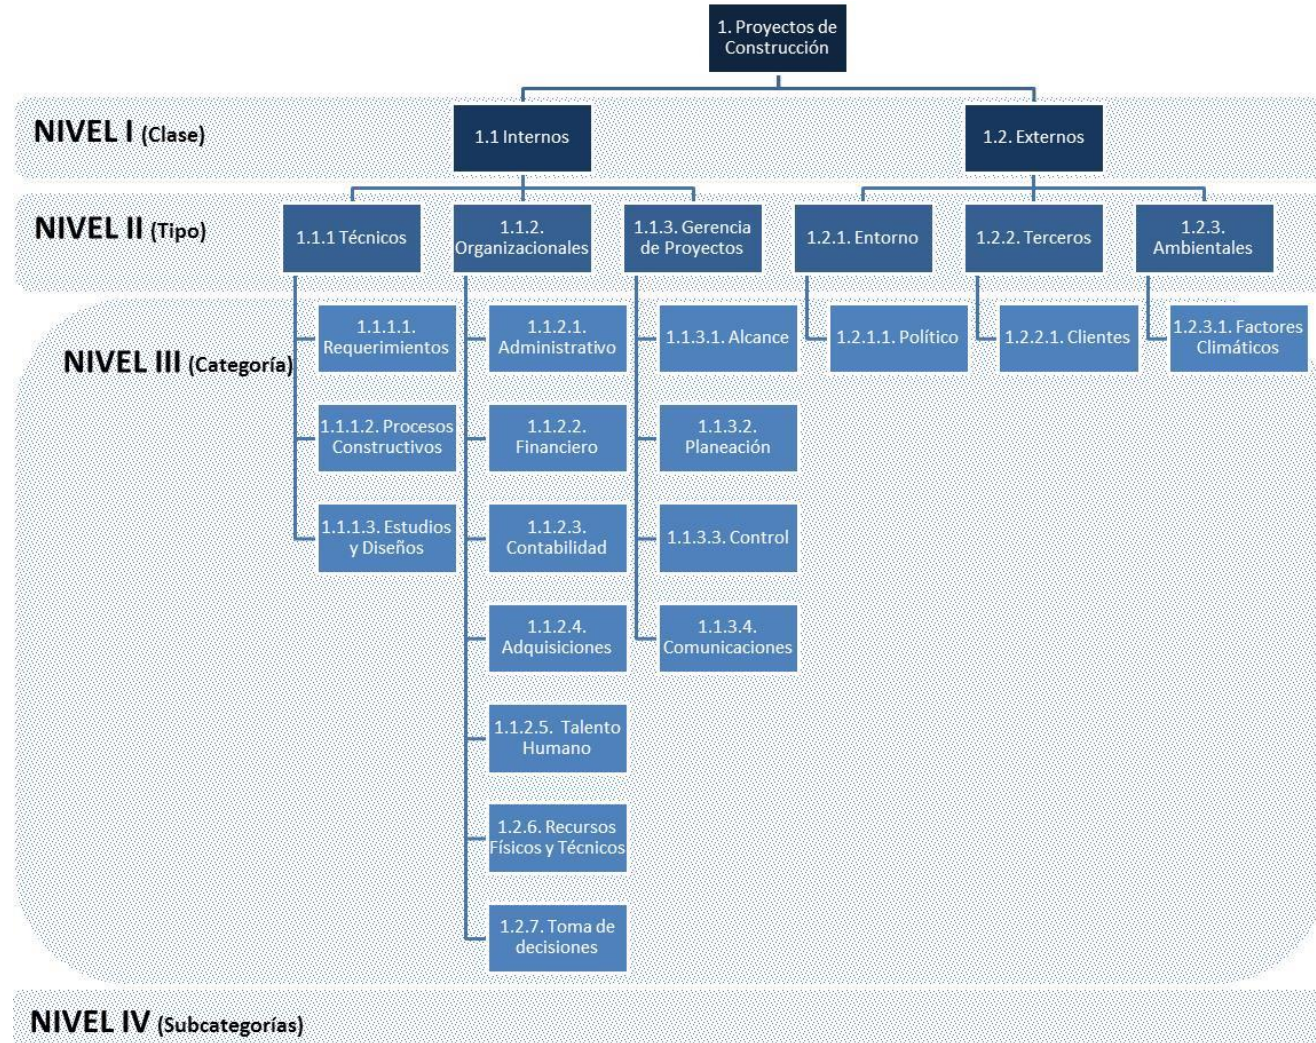 1. Proyectos de
Construcción
NIVEL I (Clase)
1.1 Internos
1.2. Externos
NIVEL II (Tipo)
1.1.1 Técnicos
1.1.2.
Organizacionales
1.1.3. Gerencia
de Proyectos
1.2.1. Entorno
1.2.2. Terceros
1.2.3.
Ambientales
NIVEL III (Categoría)
1.1.1.1.
Requerimientos
1.1.2.1.
Administrativo
1.1.3.1. Alcance
1.2.1.1. Político
1.2.2.1. Clientes
1.2.3.1. Factores
Climáticos
1.1.1.2. Procesos
Constructivos
1.1.2.2.
Financiero
1.1.3.2.
Planeación
1.1.1.3. Estudios
y Diseños
1.1.2.3.
Contabilidad
1.1.3.3. Control
1.1.2.4.
Adquisiciones
1.1.3.4.
Comunicaciones
1.1.2.5. Talento
Humano
1.2.6. Recursos
Físicos y Técnicos
1.2.7. Toma de
decisiones
NIVEL IV (Subcategorías)